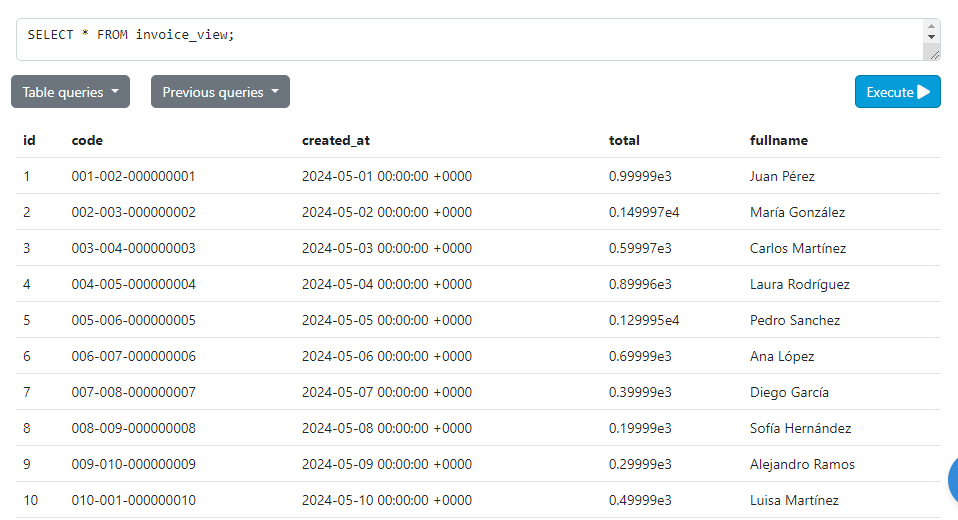 SELECT * FROM invoice_view;
Table queries Previous queries Execute
id code created_at total fullname
1 001-002-000000001 2024-05-01 00:00:00 +0000 0.99999e3 Juan Pérez
2 002-003-000000002 2024-05-02 00:00:00 +0000 0.149997e4 María González
3 003-004-000000003 2024-05-03 00:00:00 +0000 0.59997e3 Carlos Martínez
4 004-005-000000004 2024-05-04 00:00:00 +0000 0.89996e3 Laura Rodríguez
5 005-006-000000005 2024-05-05 00:00:00 +0000 0.129995e4 Pedro Sanchez
6 006-007-000000006 2024-05-06 00:00:00 +0000 0.69999e3 Ana López
7 007-008-000000007 2024-05-07 00:00:00 +0000 0.39999e3 Diego García
8 008-009-000000008 2024-05-08 00:00:00 +0000 0.19999e3 Sofía Hernández
9 009-010-000000009 2024-05-09 00:00:00 +0000 0.29999e3 Alejandro Ramos
10 010-001-000000010 2024-05-10 00:00:00 +0000 0.49999e3 Luisa Martínez